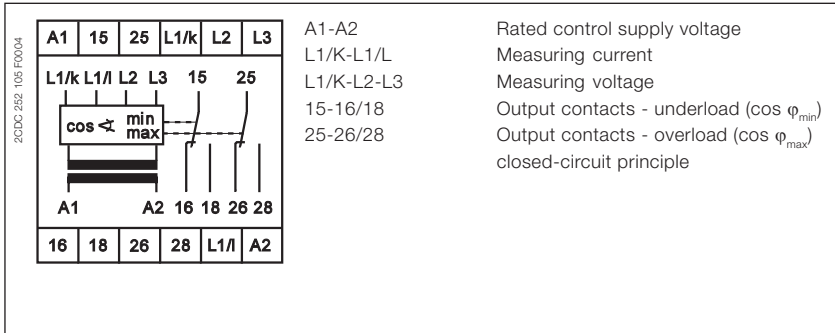 2CDC 252 105 F0004
A1 15 25 L1/k L2 L3
L1/k L1/l L2 L3 15 25
cos ∢ min
max
A1 A2 16 18 26 28
16 18 26 28 L1/l A2
A1-A2 Rated control supply voltage
L1/K-L1/L Measuring current
L1/K-L2-L3 Measuring voltage
15-16/18 Output contacts - underload (cos φmin)
25-26/28 Output contacts - overload (cos φmax)
closed-circuit principle